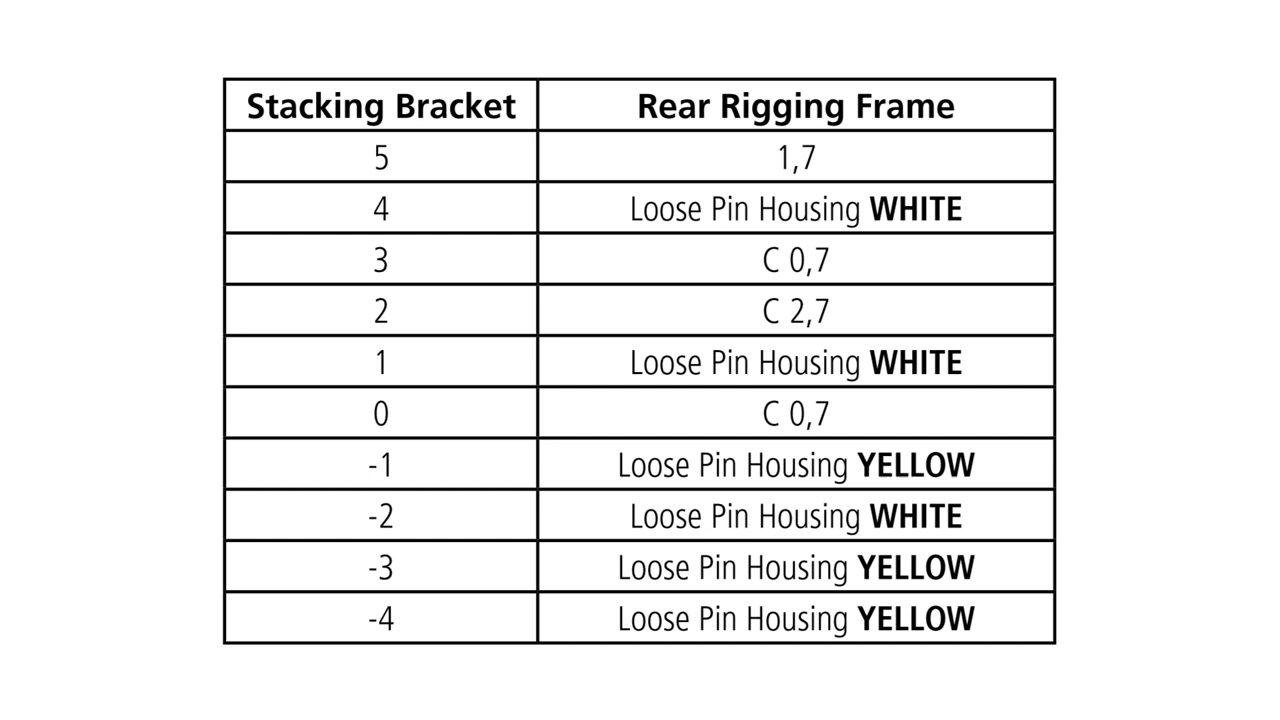 Stacking Bracket Rear Rigging Frame
5 1,7
4 Loose Pin Housing WHITE
3 C 0,7
2 C 2,7
1 Loose Pin Housing WHITE
0 C 0,7
-1 Loose Pin Housing YELLOW
-2 Loose Pin Housing WHITE
-3 Loose Pin Housing YELLOW
-4 Loose Pin Housing YELLOW